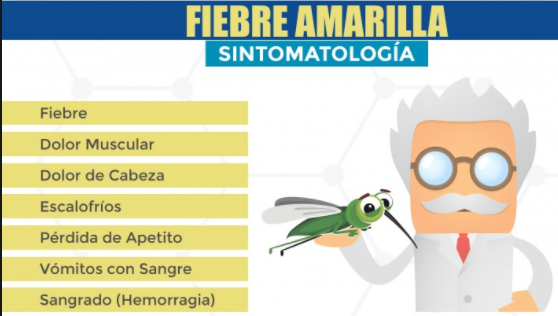 FIEBRE AMARILLA
SINTOMATOLOGÍA
Fiebre
Dolor Muscular
Dolor de Cabeza
Escalofríos
Pérdida de Apetito
Vómitos con Sangre
Sangrado (Hemorragia)